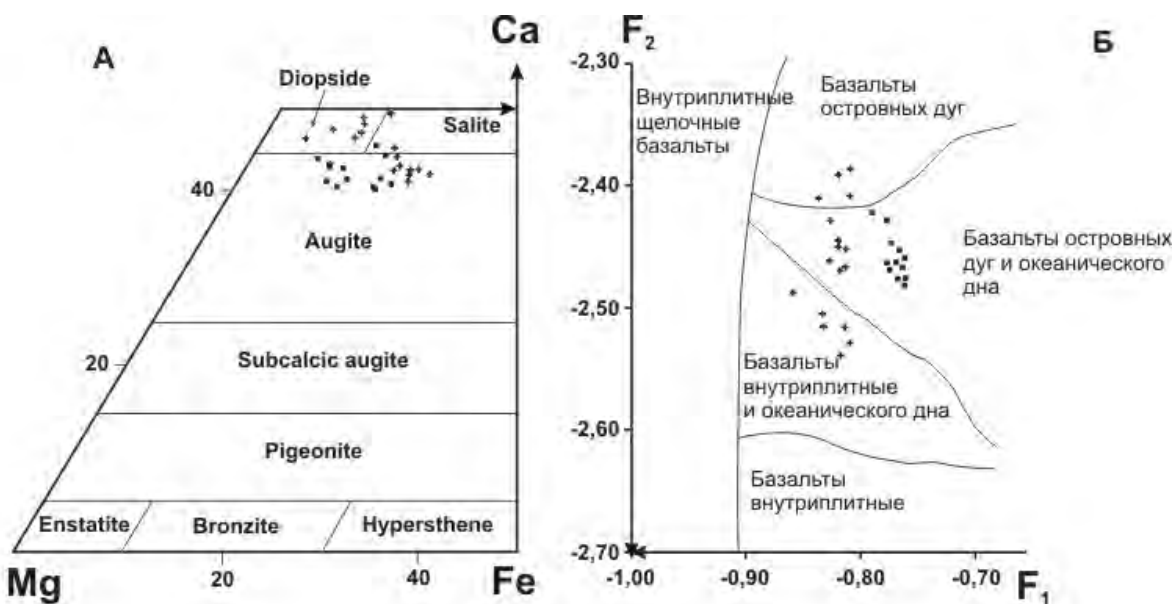 А
Ca
Diopside
Salite
40
Augite
20
Subcalcic augite
Pigeonite
Enstatite
Bronzite
Hypersthene
Mg
20
40
Fe
F2
Б
-2,30
Внутриплитные
щелочные
базальты
Базальты
островных дуг
-2,40
Базальты островных
дуг и океанического
дна
-2,50
Базальты
внутриплитные
и океанического дна
-2,60
Базальты
внутриплитные
-2,70
-1,00
-0,90
-0,80
-0,70
F1